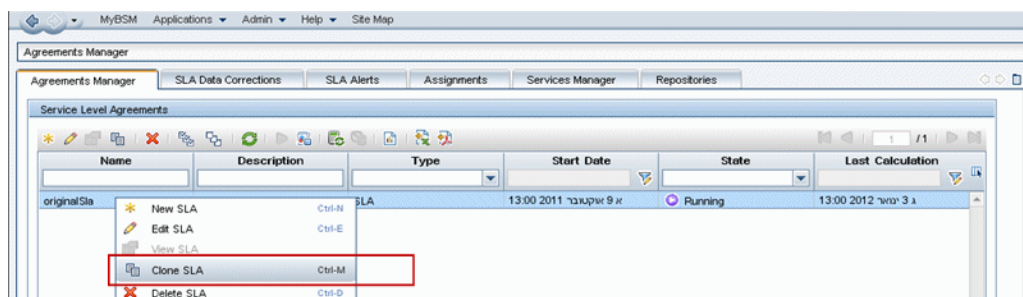 MyBSM Applications Admin Help Site Map
Agreements Manager
Agreements Manager SLA Data Corrections SLA Alerts Assignments Services Manager Repositories
Service Level Agreements
1 /1
Name Description Type Start Date State Last Calculation
originalSla SLA א 9 אוקטובר 2011 13:00 Running ג 3 ינואר 2012 13:00
New SLA Ctrl-N
Edit SLA Ctrl-E
View SLA
Clone SLA Ctrl-M
Delete SLA Ctrl-D